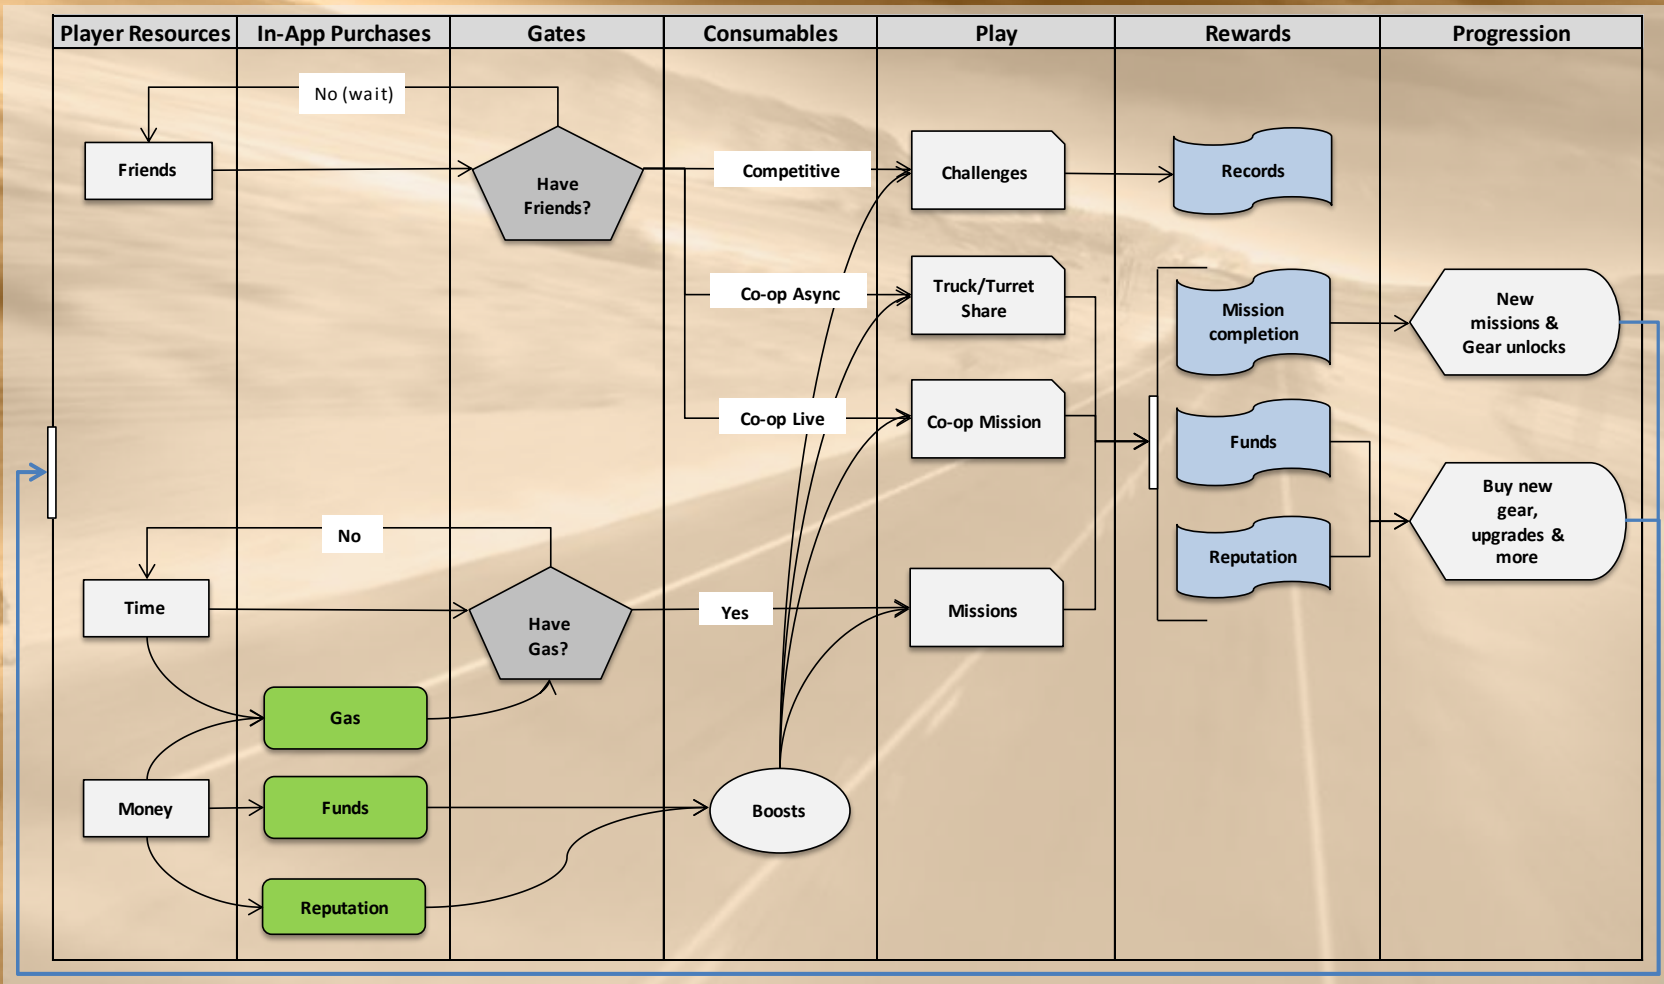 Player Resources
In-App Purchases
Gates
Consumables
Play
Rewards
Progression
No (wait)
Friends
Have
Friends?
Competitive
Challenges
Records
Co-op Async
Truck/Turret
Share
Mission
completion
New
missions &
Gear unlocks
Co-op Live
Co-op Mission
Funds
Buy new
gear,
upgrades &
more
No
Reputation
Time
Have
Gas?
Yes
Missions
Gas
Money
Funds
Boosts
Reputation